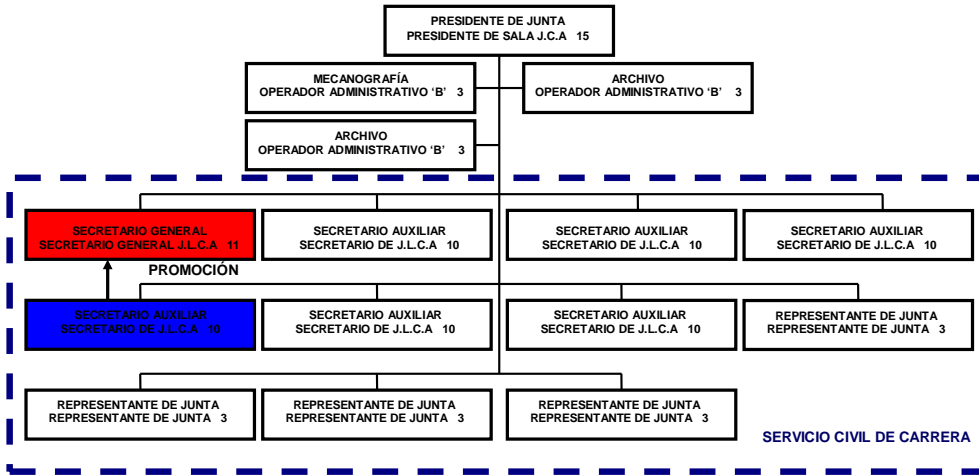 PRESIDENTE DE JUNTA
PRESIDENTE DE SALA J.C.A 15
MECANOGRAFÍA
OPERADOR ADMINISTRATIVO ‘B’ 3
ARCHIVO
OPERADOR ADMINISTRATIVO ‘B’ 3
ARCHIVO
OPERADOR ADMINISTRATIVO ‘B’ 3
SECRETARIO GENERAL
SECRETARIO GENERAL J.L.C.A 11
SECRETARIO AUXILIAR
SECRETARIO DE J.L.C.A 10
SECRETARIO AUXILIAR
SECRETARIO DE J.L.C.A 10
SECRETARIO AUXILIAR
SECRETARIO DE J.L.C.A 10
PROMOCIÓN
SECRETARIO AUXILIAR
SECRETARIO DE J.L.C.A 10
SECRETARIO AUXILIAR
SECRETARIO DE J.L.C.A 10
SECRETARIO AUXILIAR
SECRETARIO DE J.L.C.A 10
REPRESENTANTE DE JUNTA
REPRESENTANTE DE JUNTA 3
REPRESENTANTE DE JUNTA
REPRESENTANTE DE JUNTA 3
REPRESENTANTE DE JUNTA
REPRESENTANTE DE JUNTA 3
REPRESENTANTE DE JUNTA
REPRESENTANTE DE JUNTA 3
SERVICIO CIVIL DE CARRERA